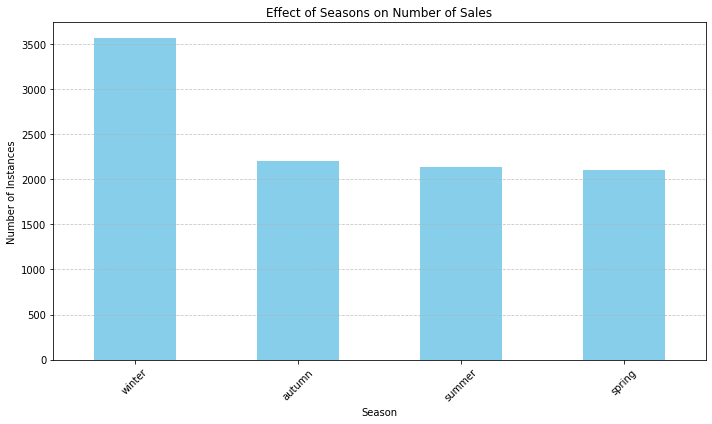 Effect of Seasons on Number of Sales
3500
3000
2500
2000
1500
1000
500
0
Number of Instances
winter
autumn
summer
spring
Season